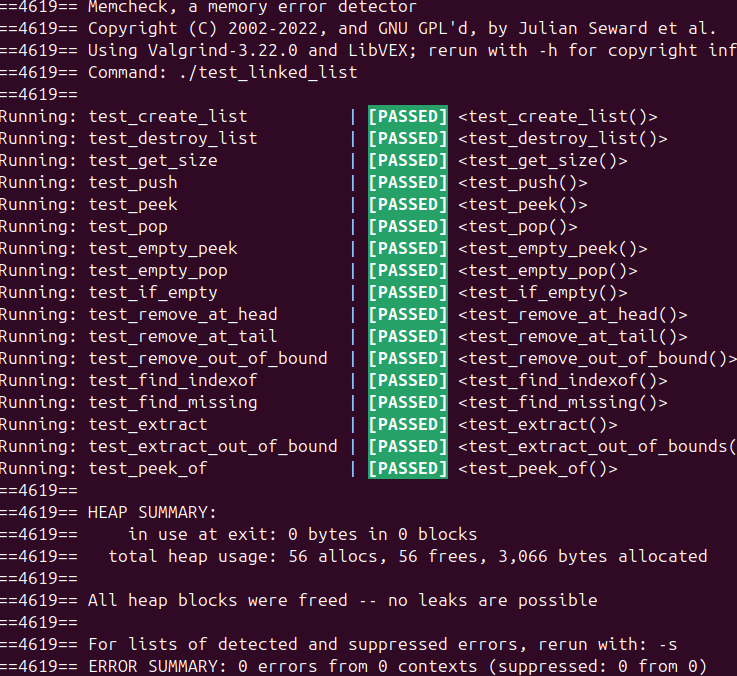 ==4619== Memcheck, a memory error detector
==4619== Copyright (C) 2002-2022, and GNU GPL'd, by Julian Seward et al.
==4619== Using Valgrind-3.22.0 and LibVEX; rerun with -h for copyright inf
==4619== Command: ./test_linked_list
==4619==
Running: test_create_list | [PASSED] <test_create_list()>
Running: test_destroy_list | [PASSED] <test_destroy_list()>
Running: test_get_size | [PASSED] <test_get_size()>
Running: test_push | [PASSED] <test_push()>
Running: test_peek | [PASSED] <test_peek()>
Running: test_pop | [PASSED] <test_pop()>
Running: test_empty_peek | [PASSED] <test_empty_peek()>
Running: test_empty_pop | [PASSED] <test_empty_pop()>
Running: test_if_empty | [PASSED] <test_if_empty()>
Running: test_remove_at_head | [PASSED] <test_remove_at_head()>
Running: test_remove_at_tail | [PASSED] <test_remove_at_tail()>
Running: test_remove_out_of_bound | [PASSED] <test_remove_out_of_bound()>
Running: test_find_indexof | [PASSED] <test_find_indexof()>
Running: test_find_missing | [PASSED] <test_find_missing()>
Running: test_extract | [PASSED] <test_extract()>
Running: test_extract_out_of_bound | [PASSED] <test_extract_out_of_bounds(
Running: test_peek_of | [PASSED] <test_peek_of()>
==4619==
==4619== HEAP SUMMARY:
==4619== in use at exit: 0 bytes in 0 blocks
==4619== total heap usage: 56 allocs, 56 frees, 3,066 bytes allocated
==4619==
==4619== All heap blocks were freed -- no leaks are possible
==4619==
==4619== For lists of detected and suppressed errors, rerun with: -s
==4619== ERROR SUMMARY: 0 errors from 0 contexts (suppressed: 0 from 0)